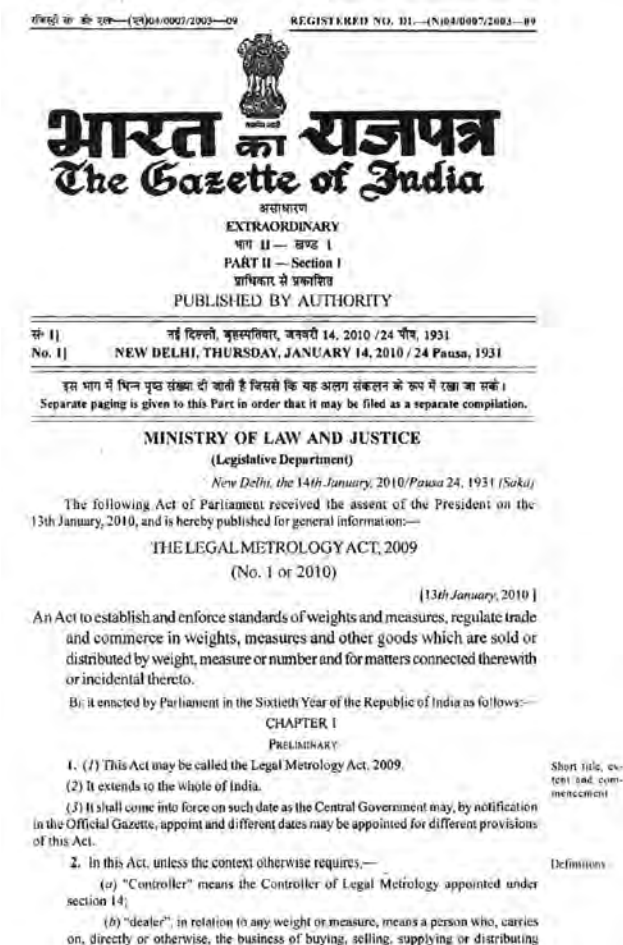 रजिस्ट्री सं० डी० एल०—(एन)04/0007/2003—09
REGISTERED NO. DL—(N)04/0007/2003—09
भारत का राजपत्र
The Gazette of India
असाधारण
EXTRAORDINARY
भाग II — खण्ड 1
PART II — Section 1
प्राधिकार से प्रकाशित
PUBLISHED BY AUTHORITY
सं० 1] नई दिल्ली, बृहस्पतिवार, जनवरी 14, 2010 /24 पौष, 1931
No. 1] NEW DELHI, THURSDAY, JANUARY 14, 2010 / 24 Pausa, 1931
इस भाग में भिन्न पृष्ठ संख्या दी जाती है जिससे कि यह अलग संकलन के रूप में रखा जा सके।
Separate paging is given to this Part in order that it may be filed as a separate compilation.
MINISTRY OF LAW AND JUSTICE
(Legislative Department)
New Delhi, the 14th January, 2010/Pausa 24, 1931 (Saka)
The following Act of Parliament received the assent of the President on the
13th January, 2010, and is hereby published for general information:—
THE LEGAL METROLOGY ACT, 2009
(No. 1 OF 2010)
[13th January, 2010 ]
An Act to establish and enforce standards of weights and measures, regulate trade
and commerce in weights, measures and other goods which are sold or
distributed by weight, measure or number and for matters connected therewith
or incidental thereto.
BE it enacted by Parliament in the Sixtieth Year of the Republic of India as follows:—
CHAPTER I
PRELIMINARY
1. (1) This Act may be called the Legal Metrology Act, 2009.
Short title, ex-
tent and com-
mencement
(2) It extends to the whole of India.
(3) It shall come into force on such date as the Central Government may, by notification
in the Official Gazette, appoint and different dates may be appointed for different provisions
of this Act.
2. In this Act, unless the context otherwise requires,—
Definitions
(a) "Controller" means the Controller of Legal Metrology appointed under
section 14;
(b) "dealer", in relation to any weight or measure, means a person who, carries
on, directly or otherwise, the business of buying, selling, supplying or distributing